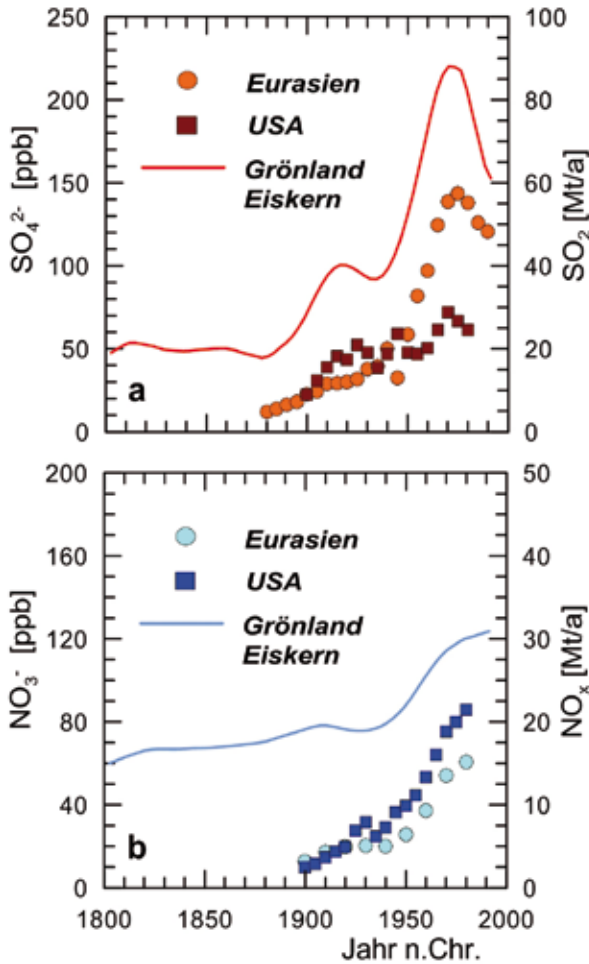 250
200
150
100
50
0
SO₄²⁻ [ppb]
100
80
60
40
20
0
SO₂ [Mt/a]
Eurasien
USA
Grönland
Eiskern
a
200
160
120
80
40
0
NO₃⁻ [ppb]
50
40
30
20
10
0
NOₓ [Mt/a]
Eurasien
USA
Grönland
Eiskern
b
1800 1850 1900 1950 2000
Jahr n.Chr.